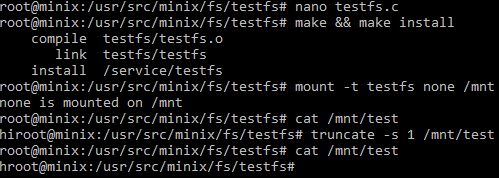 root@minix:/usr/src/minix/fs/testfs# nano testfs.c
root@minix:/usr/src/minix/fs/testfs# make && make install
    compile  testfs/testfs.o
       link  testfs/testfs
    install  /service/testfs
root@minix:/usr/src/minix/fs/testfs# mount -t testfs none /mnt
none is mounted on /mnt
root@minix:/usr/src/minix/fs/testfs# cat /mnt/test
hiroot@minix:/usr/src/minix/fs/testfs# truncate -s 1 /mnt/test
root@minix:/usr/src/minix/fs/testfs# cat /mnt/test
hroot@minix:/usr/src/minix/fs/testfs#